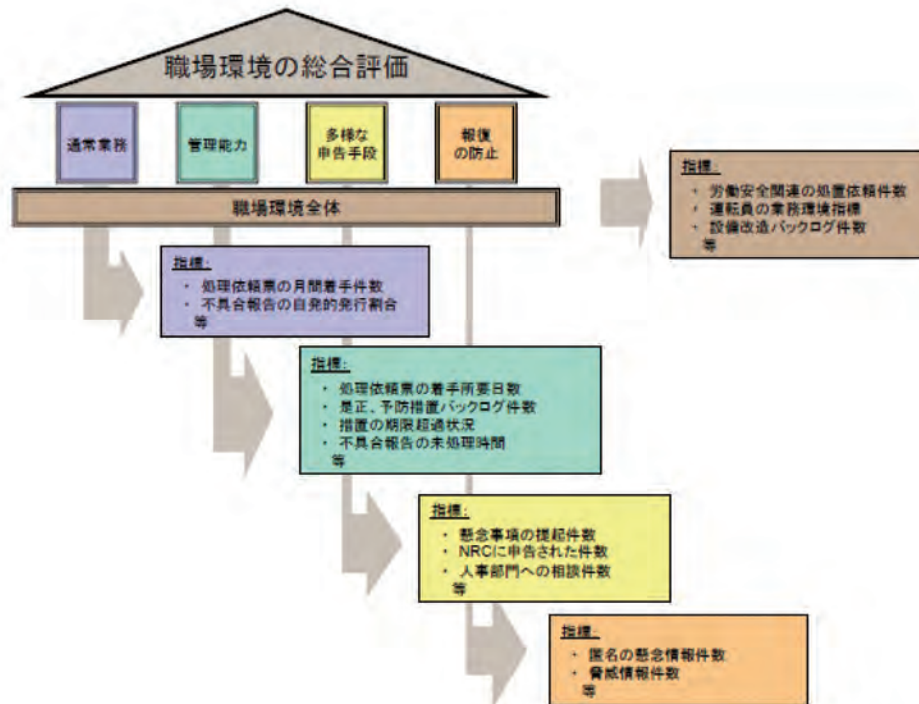 職場環境の総合評価
通常業務
管理能力
多様な
申告手段
報復
の防止
職場環境全体
指標:
・ 労働安全関連の処置依頼件数
・ 運転員の業務環境指標
・ 設備改造バックログ件数
等
指標:
・ 処理依頼票の月間着手件数
・ 不具合報告の自発的発行割合
等
指標:
・ 処理依頼票の着手所要日数
・ 是正、予防措置バックログ件数
・ 措置の期限超過状況
・ 不具合報告の未処理時間
等
指標:
・ 懸念事項の提起件数
・ NRCに申告された件数
・ 人事部門への相談件数
等
指標:
・ 匿名の懸念情報件数
・ 脅威情報件数
等